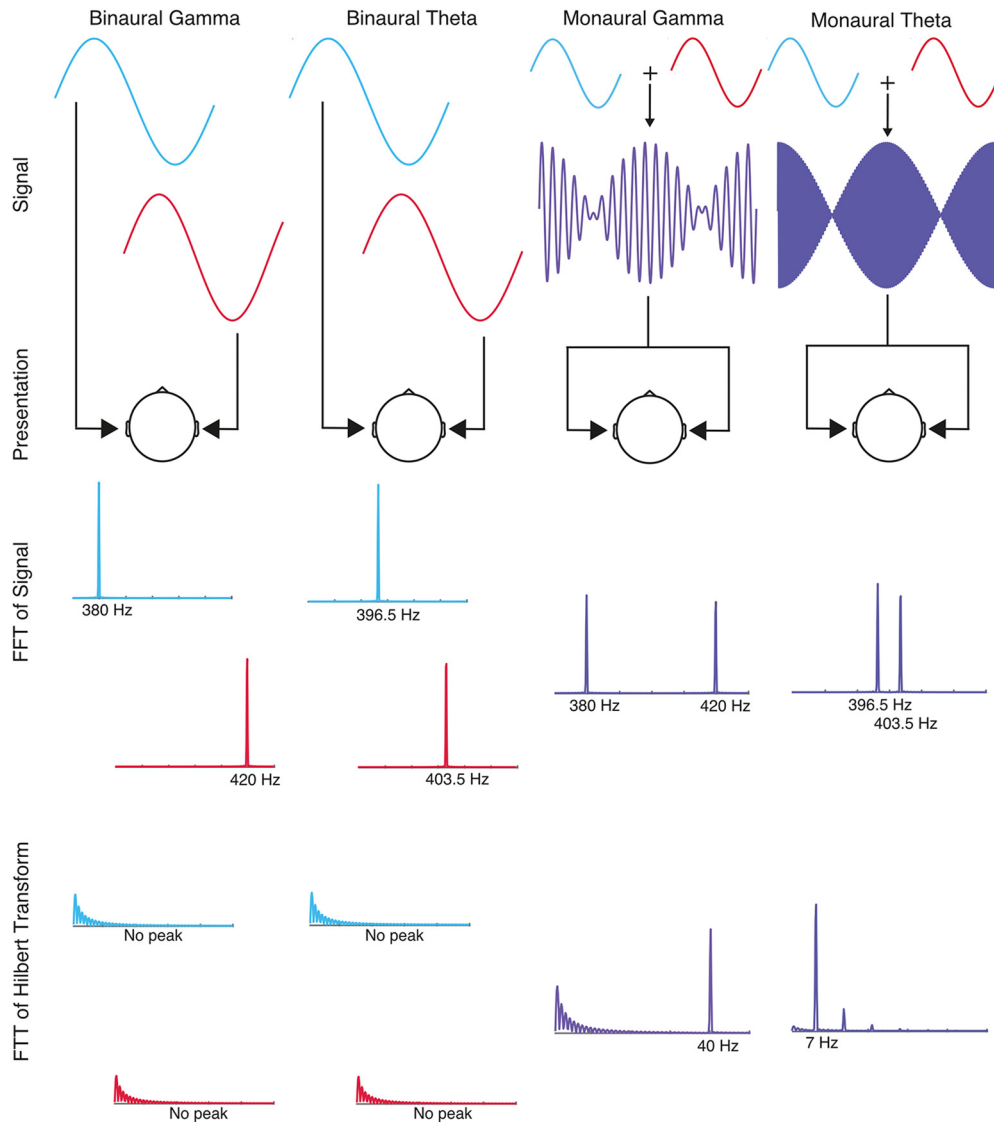 Binaural Gamma
Binaural Theta
Monaural Gamma
Monaural Theta
Signal
+
+
Presentation
FFT of Signal
380 Hz
396.5 Hz
380 Hz
420 Hz
396.5 Hz
403.5 Hz
420 Hz
403.5 Hz
FTT of Hilbert Transform
No peak
No peak
40 Hz
7 Hz
No peak
No peak